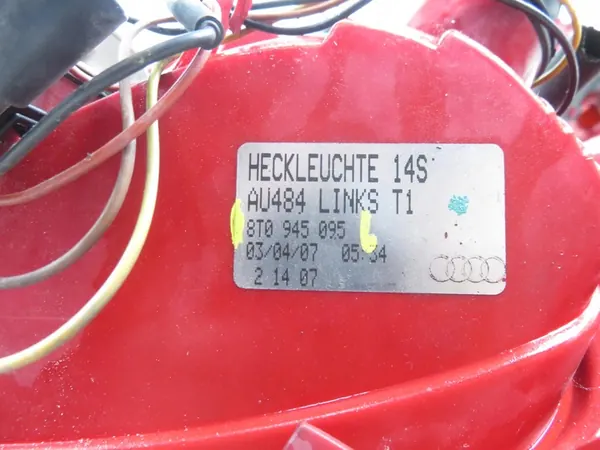 HECKLEUCHTE 14S
AU484 LINKS T1
8T0 945 095
03/04/07 05:34
2 14 07